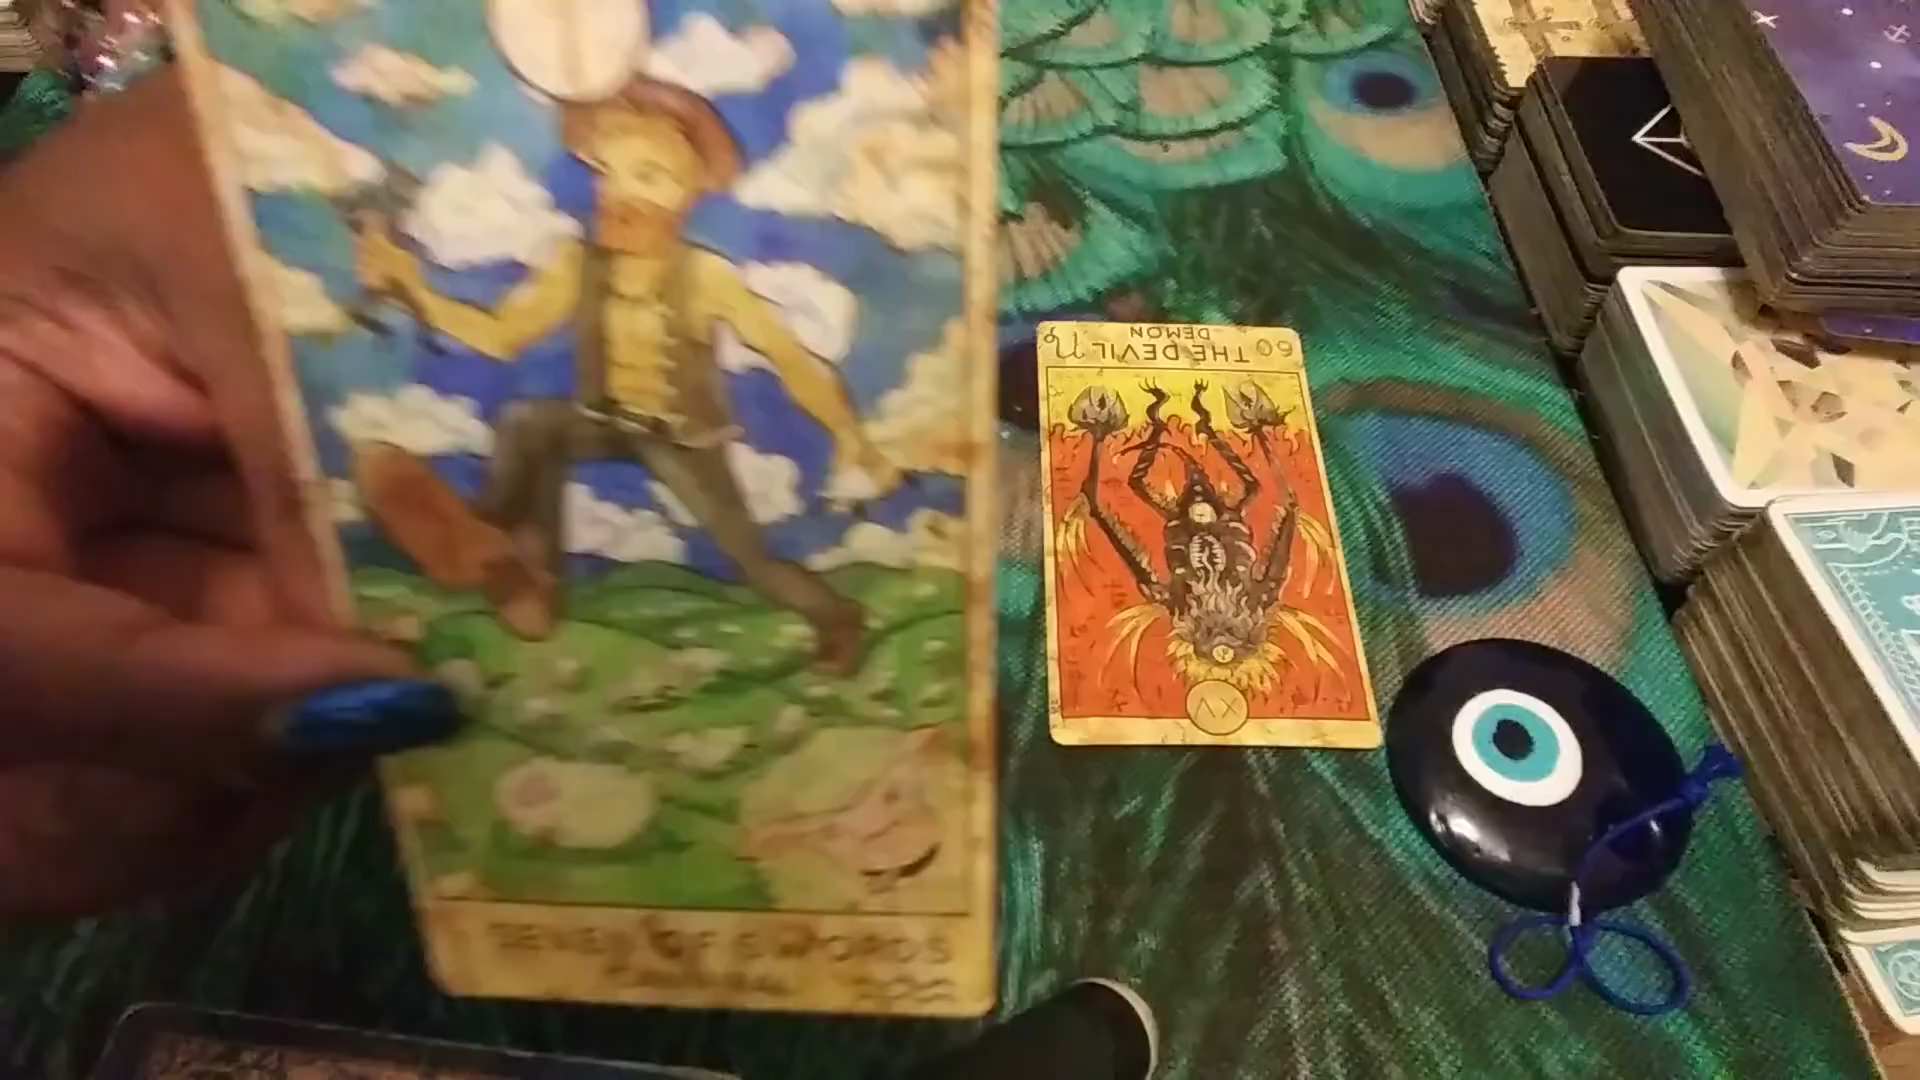 SEVEN OF SWORDS
60 THE DEVIL
DEMON
XV